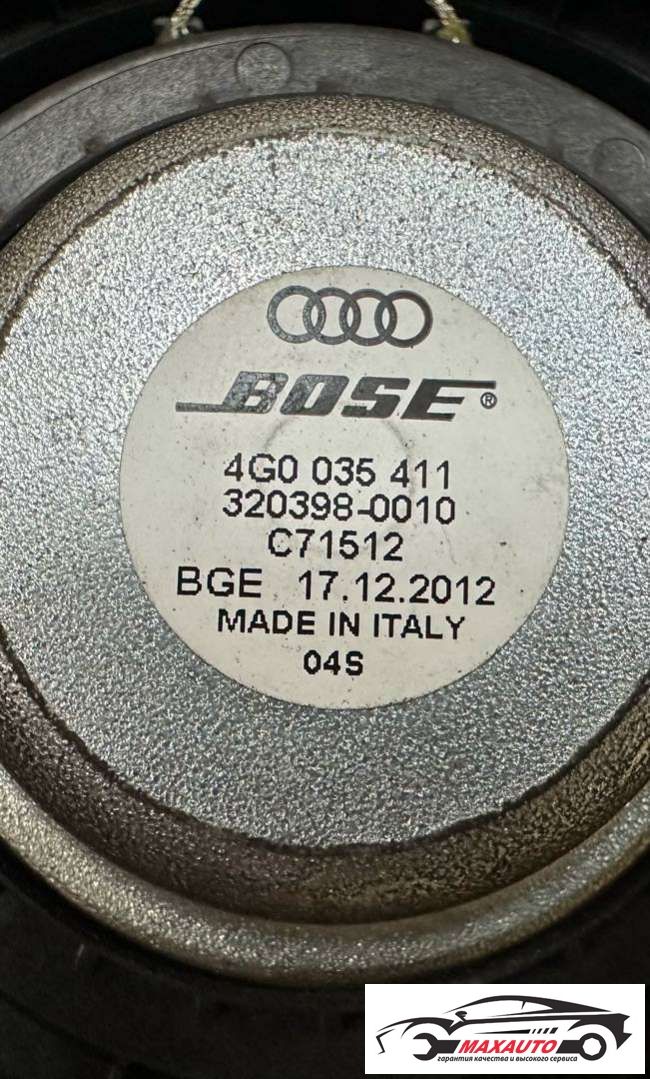 BOSE®
4G0 035 411
320398-0010
C71512
BGE 17.12.2012
MADE IN ITALY
04S
MAXAUTO
гарантия качества и высокого сервиса